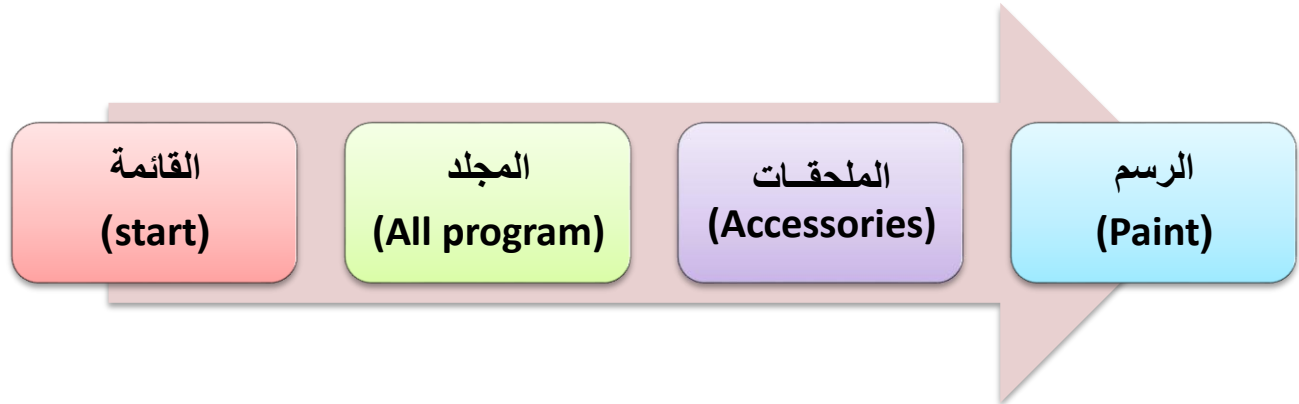 القائمة
(start)
المجلد
(All program)
الملحقــات
(Accessories)
الرسم
(Paint)